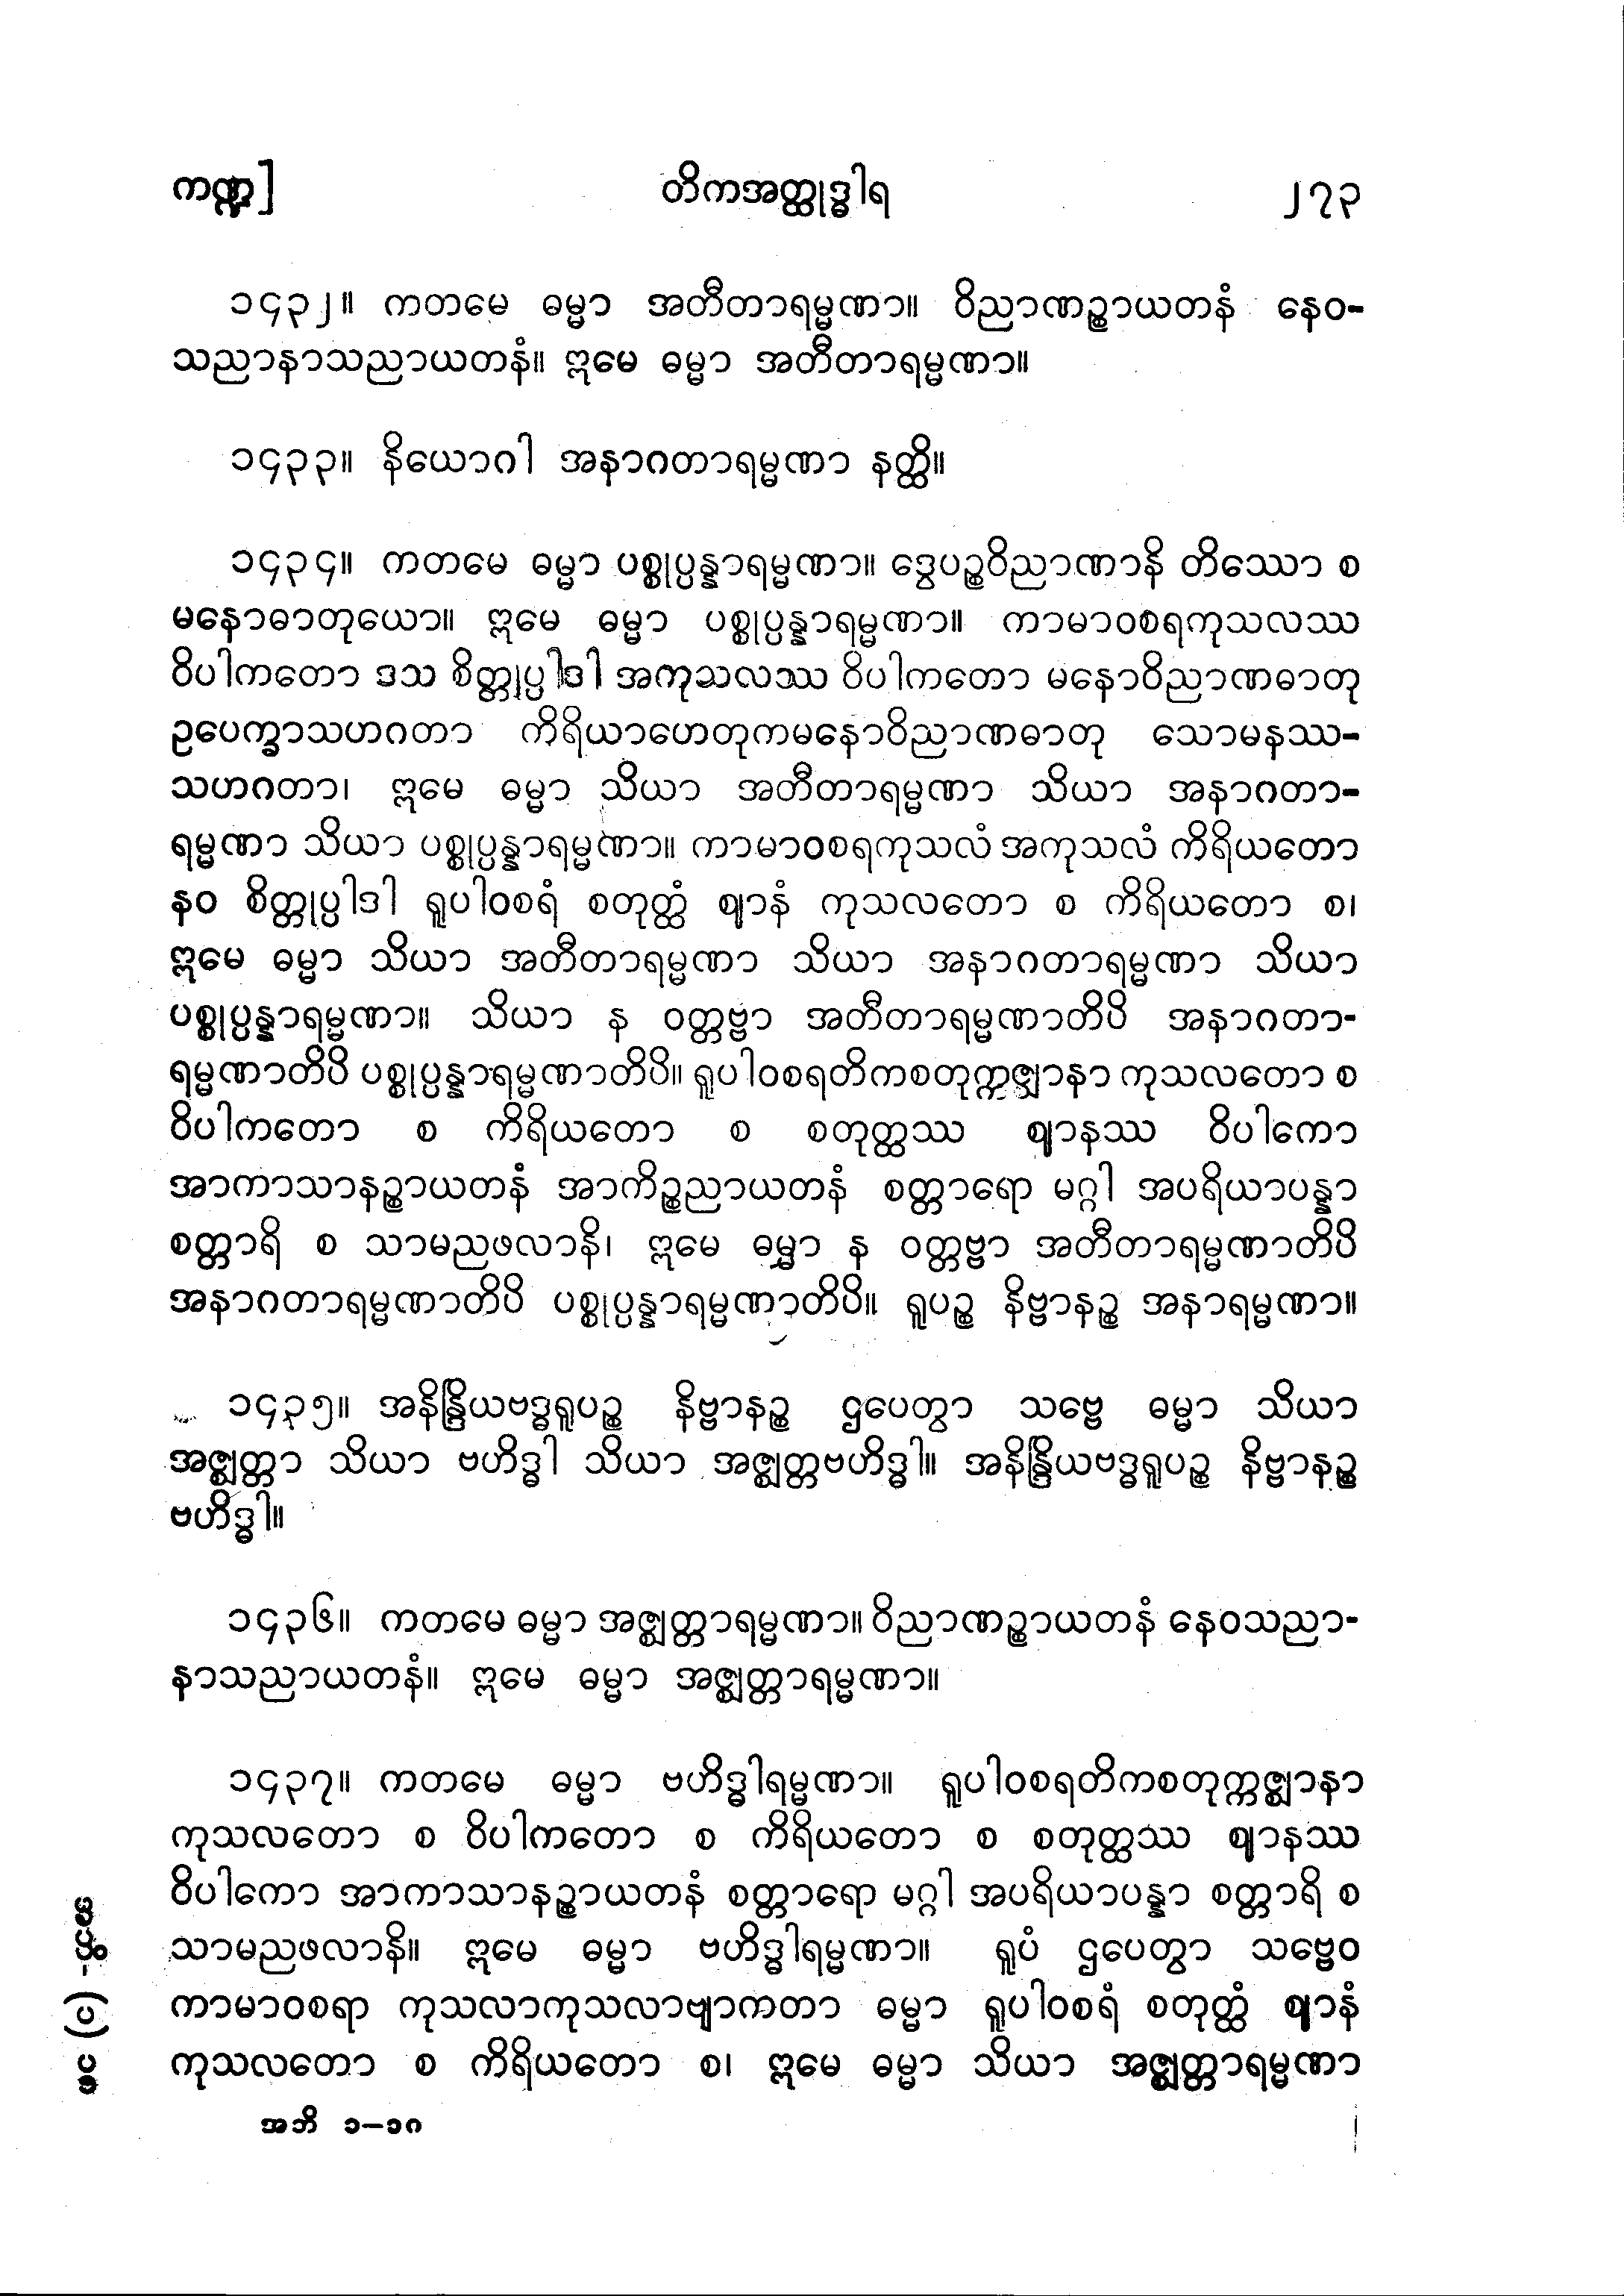 ကဏ္ဍ] တိကအတ္ထုဒ္ဓါရ ၂၇၃
၁၄၃၂။ ကတမေ ဓမ္မာ အတီတာရမ္မဏာ။ ဝိညာဏဉ္စာယတနံ နေဝ-
သညာနာသညာယတနံ။ ဣမေ ဓမ္မာ အတီတာရမ္မဏာ။
၁၄၃၃။ နိယောဂါ အနာဂတာရမ္မဏာ နတ္ထိ။
၁၄၃၄။ ကတမေ ဓမ္မာ ပစ္စုပ္ပန္နာရမ္မဏာ။ ဒွေပဉ္စဝိညာဏာနိ တိဿော စ
မနောဓာတုယော။ ဣမေ ဓမ္မာ ပစ္စုပ္ပန္နာရမ္မဏာ။ ကာမာဝစရကုသလဿ
ဝိပါကတော ဒသ စိတ္တုပ္ပါဒါ အကုသလဿ ဝိပါကတော မနောဝိညာဏဓာတု
ဥပေက္ခာသဟဂတာ ကိရိယာဟေတုကမနောဝိညာဏဓာတု သောမနဿ-
သဟဂတာ၊ ဣမေ ဓမ္မာ သိယာ အတီတာရမ္မဏာ သိယာ အနာဂတာ-
ရမ္မဏာ သိယာ ပစ္စုပ္ပန္နာရမ္မဏာ။ ကာမာဝစရကုသလံ အကုသလံ ကိရိယတော
နဝ စိတ္တုပ္ပါဒါ ရူပါဝစရံ စတုတ္ထံ ဈာနံ ကုသလတော စ ကိရိယတော စ၊
ဣမေ ဓမ္မာ သိယာ အတီတာရမ္မဏာ သိယာ အနာဂတာရမ္မဏာ သိယာ
ပစ္စုပ္ပန္နာရမ္မဏာ။ သိယာ န ဝတ္တဗ္ဗာ အတီတာရမ္မဏာတိပိ အနာဂတာ-
ရမ္မဏာတိပိ ပစ္စုပ္ပန္နာရမ္မဏာတိပိ။ ရူပါဝစရတိကစတုက္ကဇ္ဈာနာ ကုသလတော စ
ဝိပါကတော စ ကိရိယတော စ စတုတ္ထဿ ဈာနဿ ဝိပါကော
အာကာသာနဉ္စာယတနံ အာကိဉ္စညာယတနံ စတ္တာရော မဂ္ဂါ အပရိယာပန္နာ
စတ္တာရိ စ သာမညဖလာနိ၊ ဣမေ ဓမ္မာ န ဝတ္တဗ္ဗာ အတီတာရမ္မဏာတိပိ
အနာဂတာရမ္မဏာတိပိ ပစ္စုပ္ပန္နာရမ္မဏာတိပိ။ ရူပဉ္စ နိဗ္ဗာနဉ္စ အနာရမ္မဏာ။
၁၄၃၅။ အနိန္ဒြိယဗဒ္ဓရူပဉ္စ နိဗ္ဗာနဉ္စ ဌပေတွာ သဗ္ဗေ ဓမ္မာ သိယာ
အဇ္ဈတ္တာ သိယာ ဗဟိဒ္ဓါ သိယာ အဇ္ဈတ္တဗဟိဒ္ဓါ။ အနိန္ဒြိယဗဒ္ဓရူပဉ္စ နိဗ္ဗာနဉ္စ
ဗဟိဒ္ဓါ။
၁၄၃၆။ ကတမေ ဓမ္မာ အဇ္ဈတ္တာရမ္မဏာ။ ဝိညာဏဉ္စာယတနံ နေဝသညာ-
နာသညာယတနံ။ ဣမေ ဓမ္မာ အဇ္ဈတ္တာရမ္မဏာ။
၁၄၃၇။ ကတမေ ဓမ္မာ ဗဟိဒ္ဓါရမ္မဏာ။ ရူပါဝစရတိကစတုက္ကဇ္ဈာနာ
ကုသလတော စ ဝိပါကတော စ ကိရိယတော စ စတုတ္ထဿ ဈာနဿ
ဝိပါကော အာကာသာနဉ္စာယတနံ စတ္တာရော မဂ္ဂါ အပရိယာပန္နာ စတ္တာရိ စ
သာမညဖလာနိ။ ဣမေ ဓမ္မာ ဗဟိဒ္ဓါရမ္မဏာ။ ရူပံ ဌပေတွာ သဗ္ဗေဝ
ကာမာဝစရာ ကုသလာကုသလာဗျာကတာ ဓမ္မာ ရူပါဝစရံ စတုတ္ထံ ဈာနံ
ကုသလတော စ ကိရိယတော စ၊ ဣမေ ဓမ္မာ သိယာ အဇ္ဈတ္တာရမ္မဏာ
အဘိ ၁–၁၈